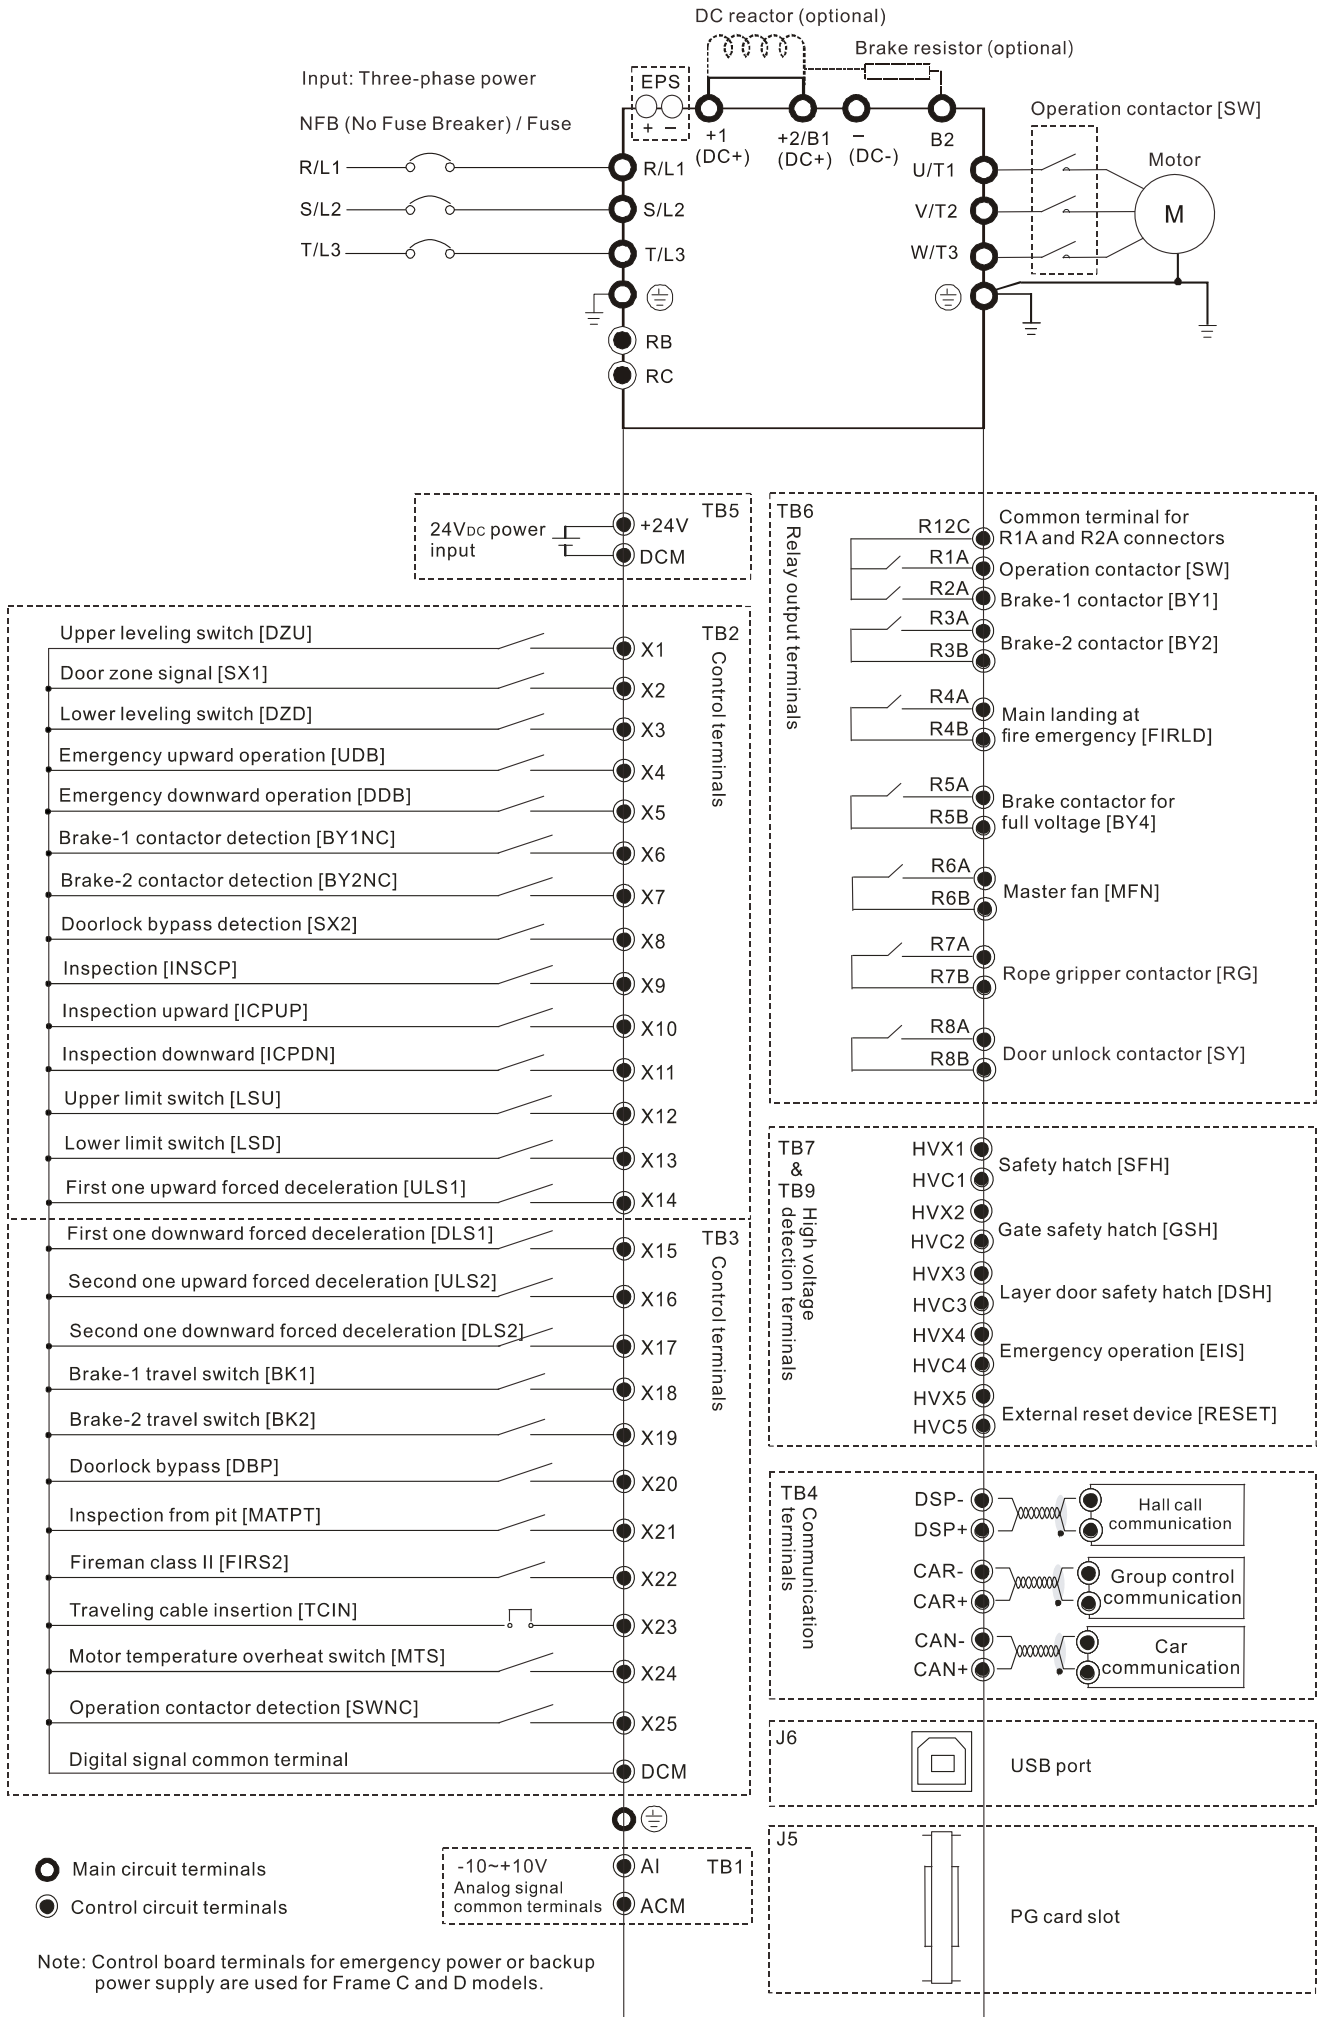 DC reactor (optional)
Brake resistor (optional)
Input: Three-phase power
NFB (No Fuse Breaker) / Fuse
EPS
+ −
+1
(DC+)
+2/B1
(DC+)
−
(DC-)
B2
Operation contactor [SW]
Motor
M
R/L1
R/L1
U/T1
S/L2
S/L2
V/T2
T/L3
T/L3
W/T3
RB
RC
TB5
24VDC power
input
+24V
DCM
TB2
Control terminals
Upper leveling switch [DZU]
X1
Door zone signal [SX1]
X2
Lower leveling switch [DZD]
X3
Emergency upward operation [UDB]
X4
Emergency downward operation [DDB]
X5
Brake-1 contactor detection [BY1NC]
X6
Brake-2 contactor detection [BY2NC]
X7
Doorlock bypass detection [SX2]
X8
Inspection [INSCP]
X9
Inspection upward [ICPUP]
X10
Inspection downward [ICPDN]
X11
Upper limit switch [LSU]
X12
Lower limit switch [LSD]
X13
First one upward forced deceleration [ULS1]
X14
TB3
Control terminals
First one downward forced deceleration [DLS1]
X15
Second one upward forced deceleration [ULS2]
X16
Second one downward forced deceleration [DLS2]
X17
Brake-1 travel switch [BK1]
X18
Brake-2 travel switch [BK2]
X19
Doorlock bypass [DBP]
X20
Inspection from pit [MATPT]
X21
Fireman class II [FIRS2]
X22
Traveling cable insertion [TCIN]
X23
Motor temperature overheat switch [MTS]
X24
Operation contactor detection [SWNC]
X25
Digital signal common terminal
DCM
TB1
-10~+10V
AI
Analog signal
common terminals
ACM
Main circuit terminals
Control circuit terminals
Note: Control board terminals for emergency power or backup
power supply are used for Frame C and D models.
TB6
Relay output terminals
R12C
Common terminal for
R1A and R2A connectors
R1A
Operation contactor [SW]
R2A
Brake-1 contactor [BY1]
R3A
R3B
Brake-2 contactor [BY2]
R4A
R4B
Main landing at
fire emergency [FIRLD]
R5A
R5B
Brake contactor for
full voltage [BY4]
R6A
R6B
Master fan [MFN]
R7A
R7B
Rope gripper contactor [RG]
R8A
R8B
Door unlock contactor [SY]
TB7
&
TB9
High voltage
detection terminals
HVX1
HVC1
Safety hatch [SFH]
HVX2
HVC2
Gate safety hatch [GSH]
HVX3
HVC3
Layer door safety hatch [DSH]
HVX4
HVC4
Emergency operation [EIS]
HVX5
HVC5
External reset device [RESET]
TB4
Communication
terminals
DSP-
DSP+
Hall call
communication
CAR-
CAR+
Group control
communication
CAN-
CAN+
Car
communication
J6
USB port
J5
PG card slot